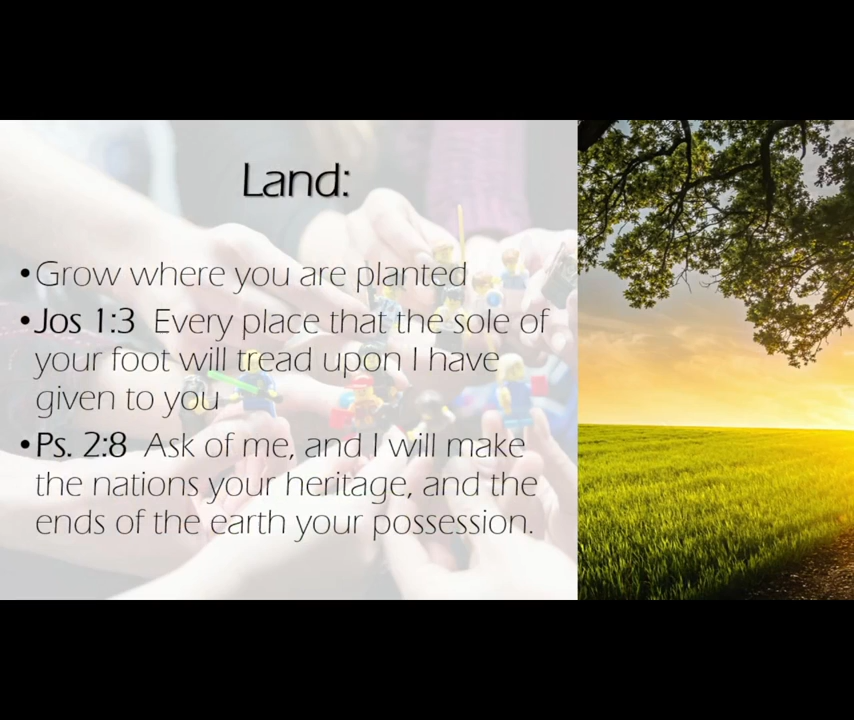 Land:
•Grow where you are planted
•Jos 1:3 Every place that the sole of
your foot will tread upon I have
given to you
•Ps. 2:8 Ask of me, and I will make
the nations your heritage, and the
ends of the earth your possession.